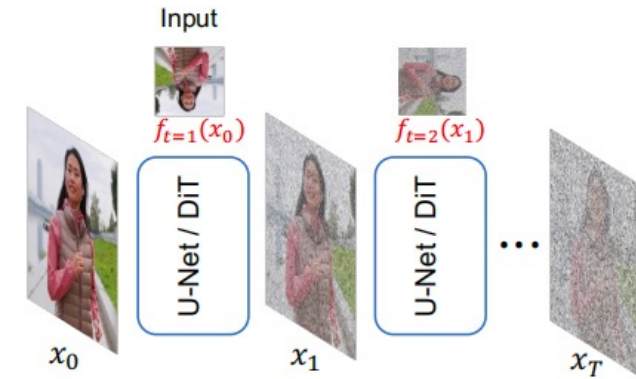 Input
f_{t=1}(x_0)
f_{t=2}(x_1)
U-Net / DiT
U-Net / DiT
...
x_0
x_1
x_T